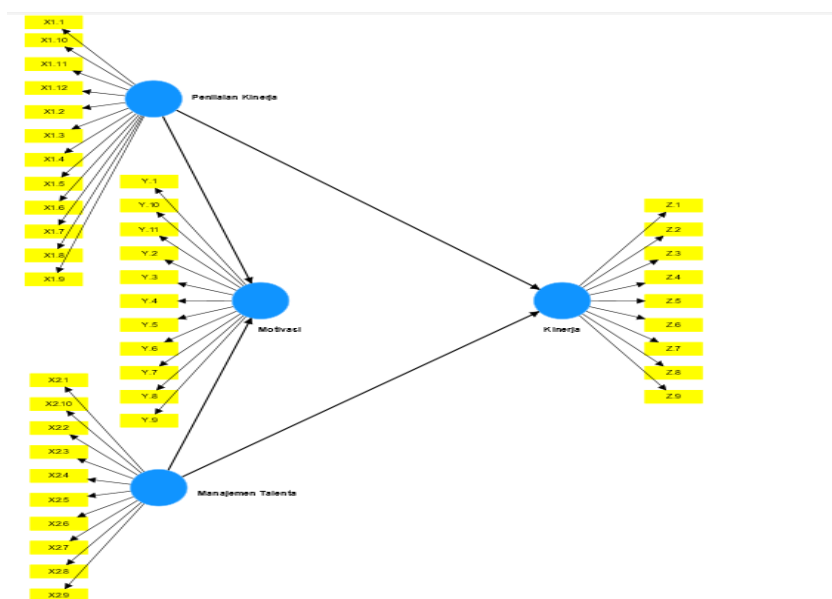 X1.1
X1.10
X1.11
X1.12
X1.2
X1.3
X1.4
X1.5
X1.6
X1.7
X1.8
X1.9
Penilaian Kinerja
Y.1
Y.10
Y.11
Y.2
Y.3
Y.4
Y.5
Y.6
Y.7
Y.8
Y.9
Motivasi
Z.1
Z.2
Z.3
Z.4
Z.5
Z.6
Z.7
Z.8
Z.9
Kinerja
X2.1
X2.10
X2.2
X2.3
X2.4
X2.5
X2.6
X2.7
X2.8
X2.9
Manajemen Talenta